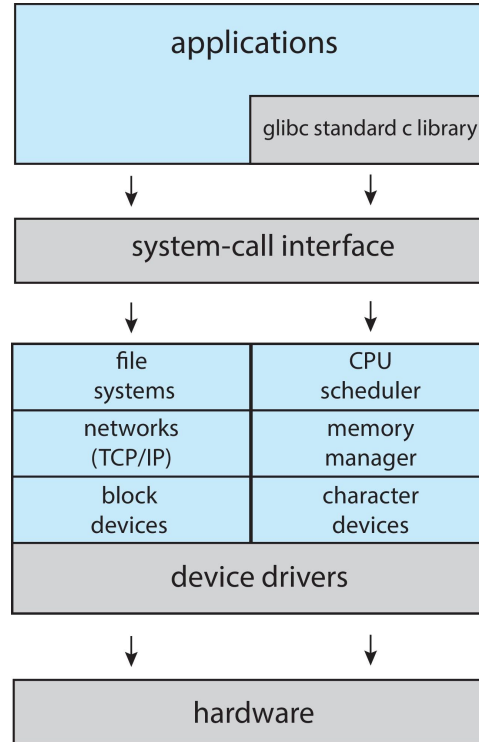 applications
glibc standard c library
system-call interface
file
systems
CPU
scheduler
networks
(TCP/IP)
memory
manager
block
devices
character
devices
device drivers
hardware